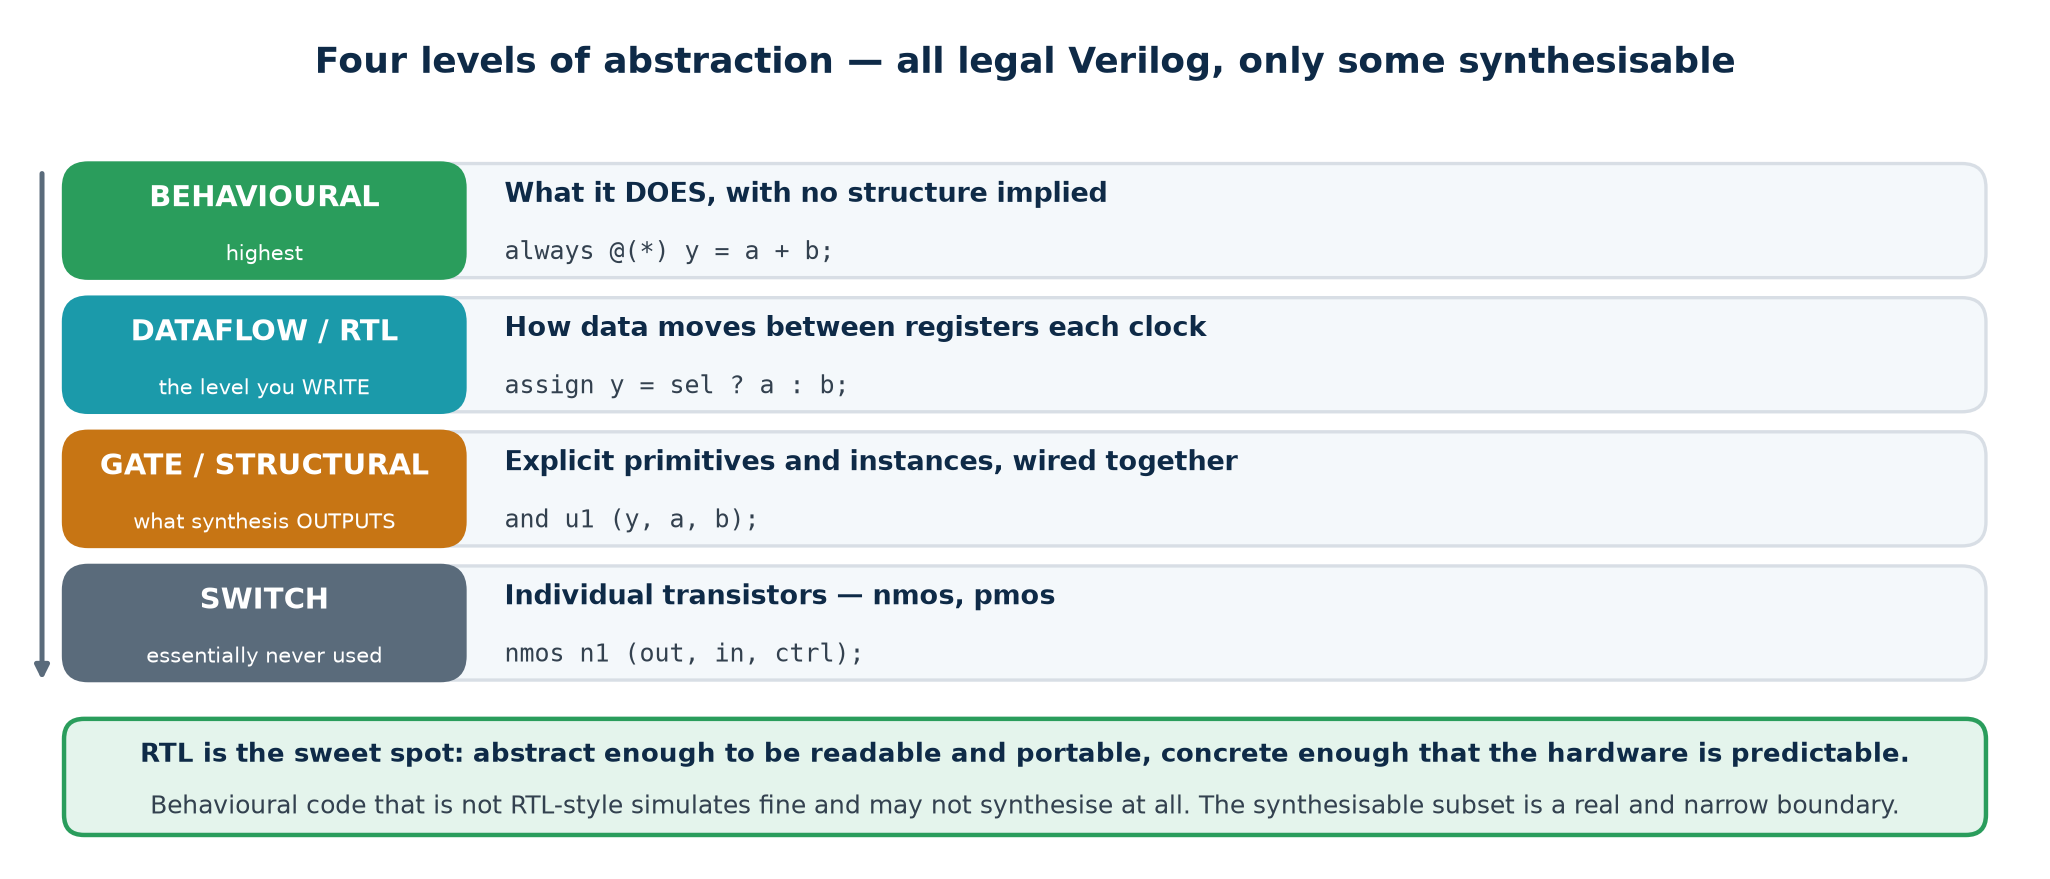 Four levels of abstraction — all legal Verilog, only some synthesisable
BEHAVIOURAL
highest
What it DOES, with no structure implied
always @(*) y = a + b;
DATAFLOW / RTL
the level you WRITE
How data moves between registers each clock
assign y = sel ? a : b;
GATE / STRUCTURAL
what synthesis OUTPUTS
Explicit primitives and instances, wired together
and u1 (y, a, b);
SWITCH
essentially never used
Individual transistors — nmos, pmos
nmos n1 (out, in, ctrl);
RTL is the sweet spot: abstract enough to be readable and portable, concrete enough that the hardware is predictable.
Behavioural code that is not RTL-style simulates fine and may not synthesise at all. The synthesisable subset is a real and narrow boundary.